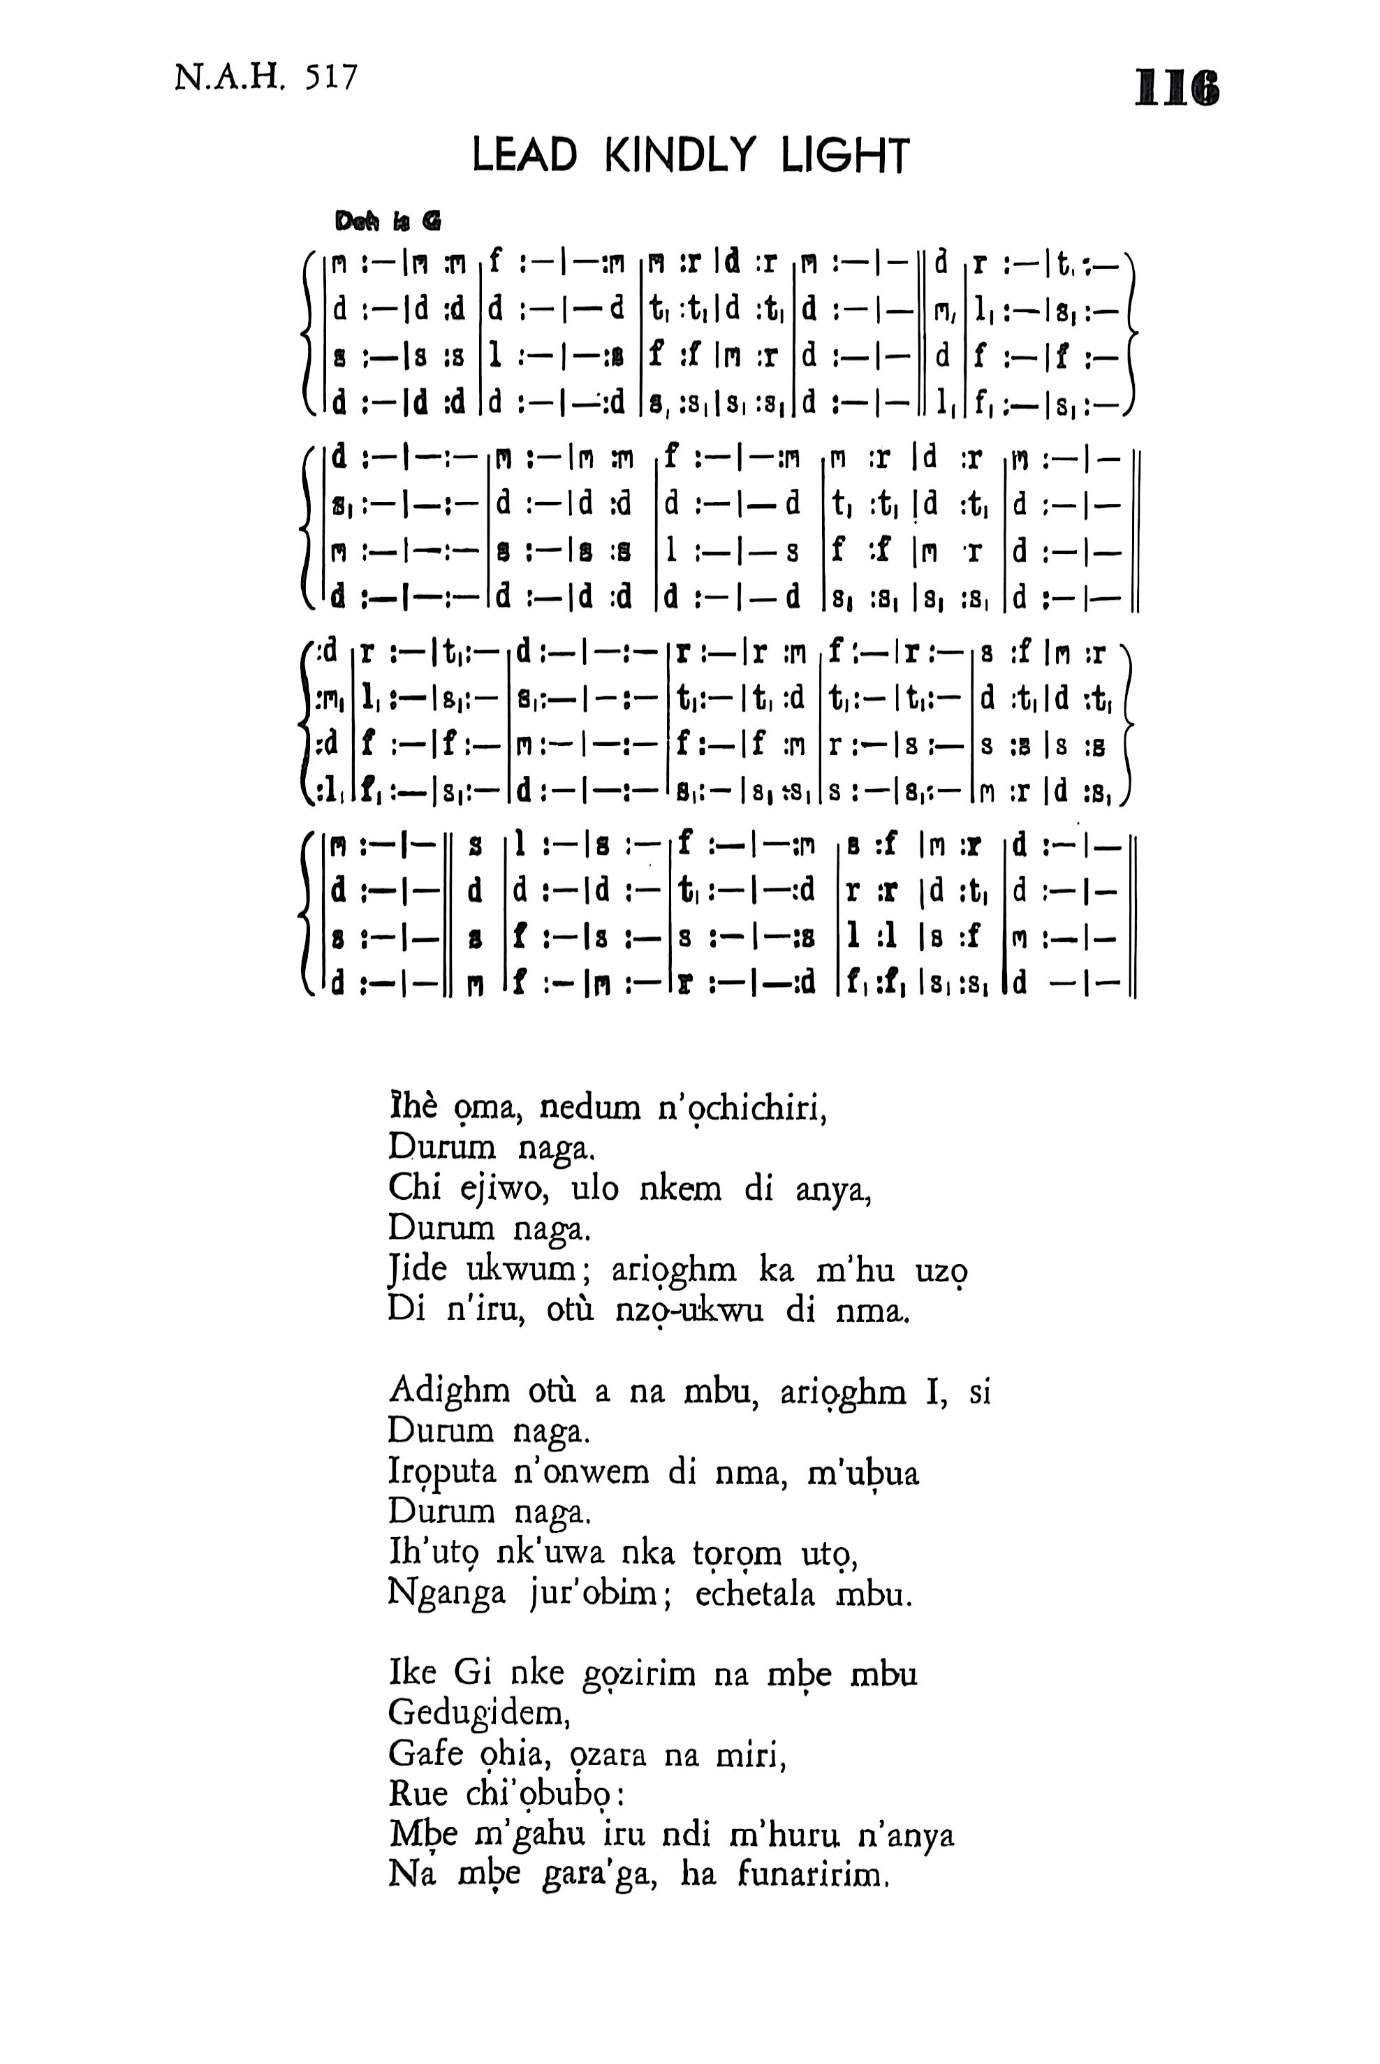 N.A.H. 517
116
LEAD KINDLY LIGHT
Doh is G
m :—|m :m f :—|—:m m :r |d :r m :—|— d r :—|t, :—
d :—|d :d d :—|— d t, :t,|d :t, d :—|— m, l, :—|s, :—
s :—|s :s l :—|—:s f :f |m :r d :—|— d f :—|f :—
d :—|d :d d :—|—:d s, :s,|s, :s, d :—|— l, f, :—|s, :—
d :—|—:— m :—|m :m f :—|—:m m :r |d :r m :—|—
s, :—|—:— d :—|d :d d :—|— d t, :t, |d :t, d :—|—
m :—|—:— s :—|s :s l :—|— s f :f |m r d :—|—
d :—|—:— d :—|d :d d :—|— d s, :s, |s, :s, d :—|—
:d r :—|t,:— d :—|—:— r :—|r :m f :—|r :— s :f |m :r
:m, l, :—|s,:— s,:—|—:— t,:—|t, :d t,:—|t,:— d :t,|d :t,
:d f :—|f :— m :—|—:— f :—|f :m r :—|s :— s :s |s :s
:l, f, :—|s,:— d :—|—:— s,:—|s, :s, s :—|s,:— m :r |d :s,
m :—|— s l :—|s :— f :—|—:m s :f |m :r d :—|—
d :—|— d d :—|d :— t, :—|—:d r :r |d :t, d :—|—
s :—|— s f :—|s :— s :—|—:s l :l |s :f m :—|—
d :—|— m f :—|m :— r :—|—:d f, :f, |s, :s, d —|—
Ihè ọma, nedum n'ọchichiri,
Durum naga.
Chi ejiwo, ulo nkem di anya,
Durum naga.
Jide ukwum; ariọghm ka m'hu uzọ
Di n'iru, otù nzọ-ukwu di nma.
Adighm otù a na mbu, ariọghm I, si
Durum naga.
Irọputa n'onwem di nma, m'ubụa
Durum naga.
Ih'utọ nk'uwa nka tọrọm utọ,
Nganga jur'obim; echetala mbu.
Ike Gi nke gọzirim na mbẹ mbu
Gedugidem,
Gafe ọhia, ọzara na miri,
Rue chi'ọbubọ:
Mbẹ m'gahu iru ndi m'huru n'anya
Na mbẹ gara'ga, ha funaririm.